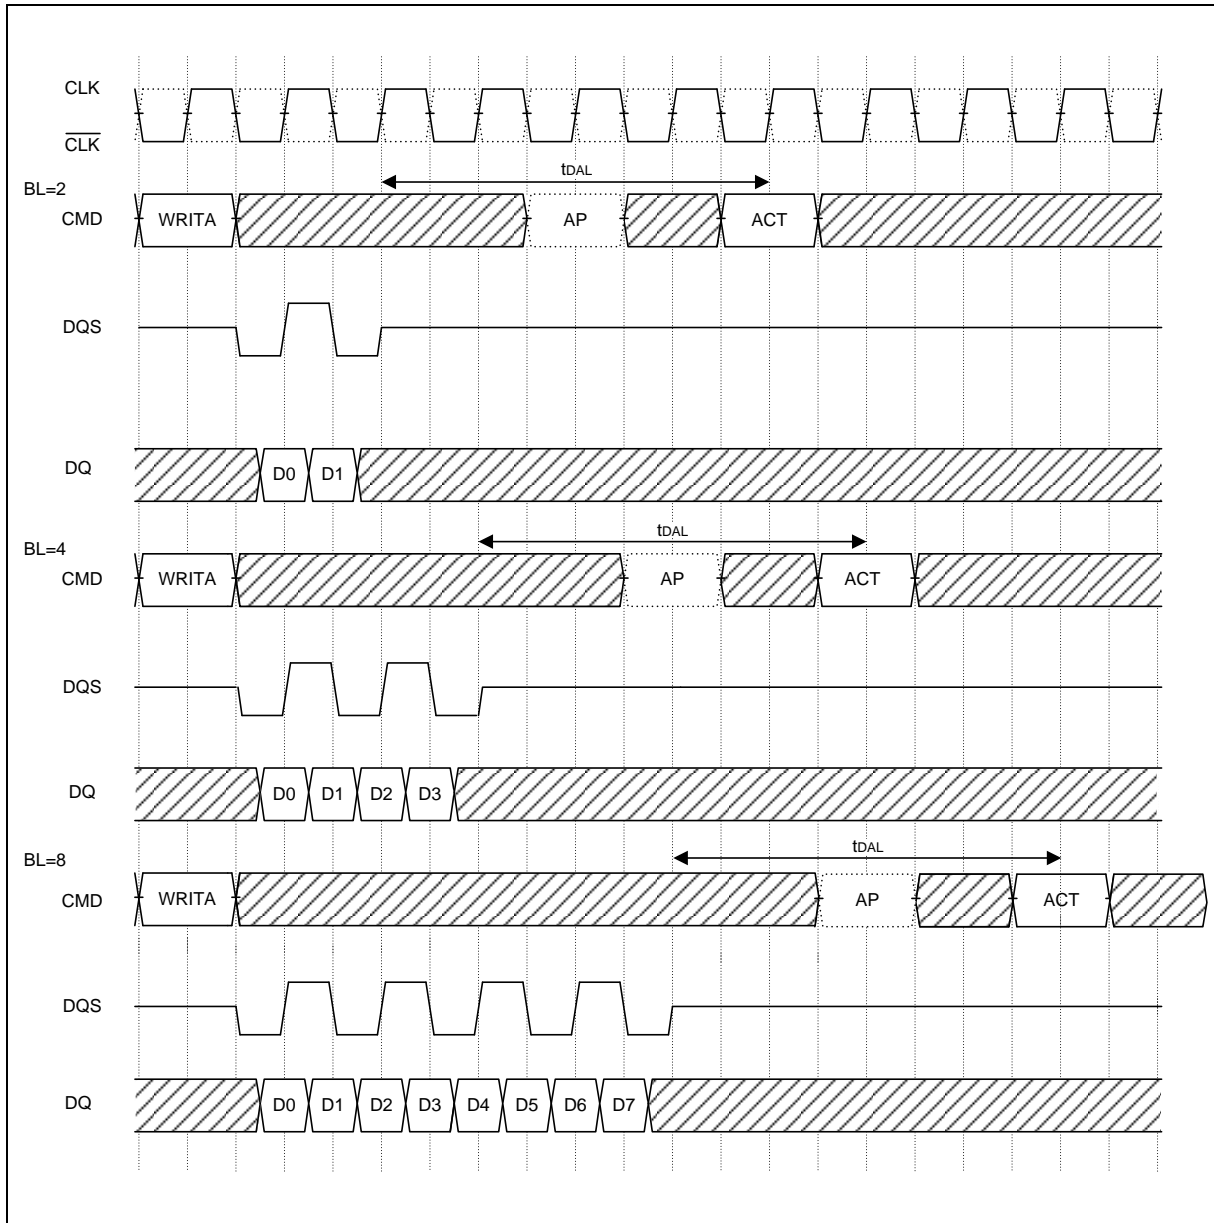 CLK
CLK
BL=2
tDAL
CMD WRITA AP ACT
DQS
DQ D0 D1
BL=4
tDAL
CMD WRITA AP ACT
DQS
DQ D0 D1 D2 D3
BL=8
tDAL
CMD WRITA AP ACT
DQS
DQ D0 D1 D2 D3 D4 D5 D6 D7